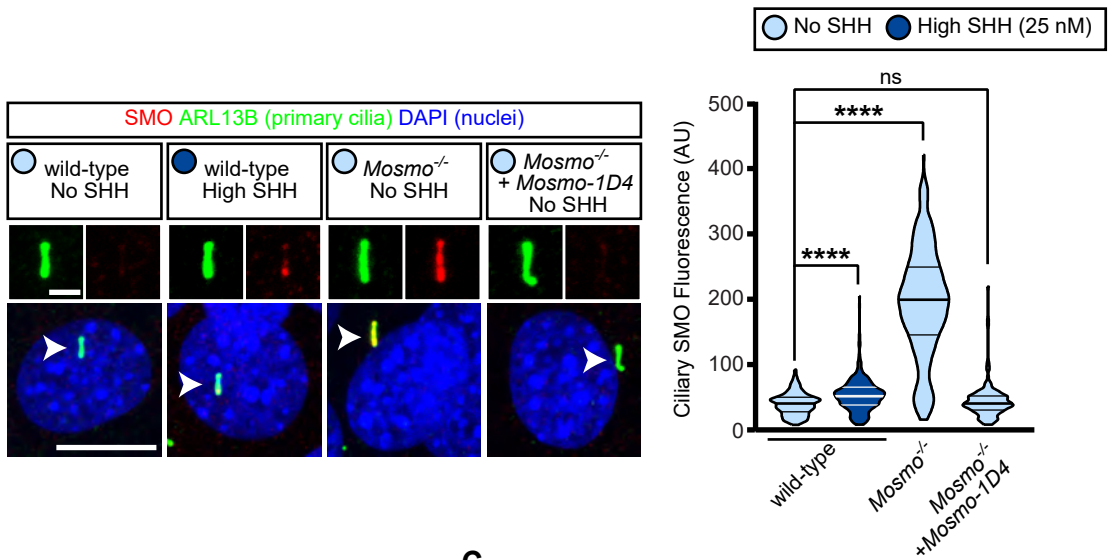 No SHH High SHH (25 nM)
SMO ARL13B (primary cilia) DAPI (nuclei)
wild-type
No SHH
wild-type
High SHH
Mosmo-/-
No SHH
Mosmo-/-
+ Mosmo-1D4
No SHH
ns
****
****
Ciliary SMO Fluorescence (AU)
500
400
300
200
100
0
wild-type
Mosmo-/-
Mosmo-/-
+Mosmo-1D4